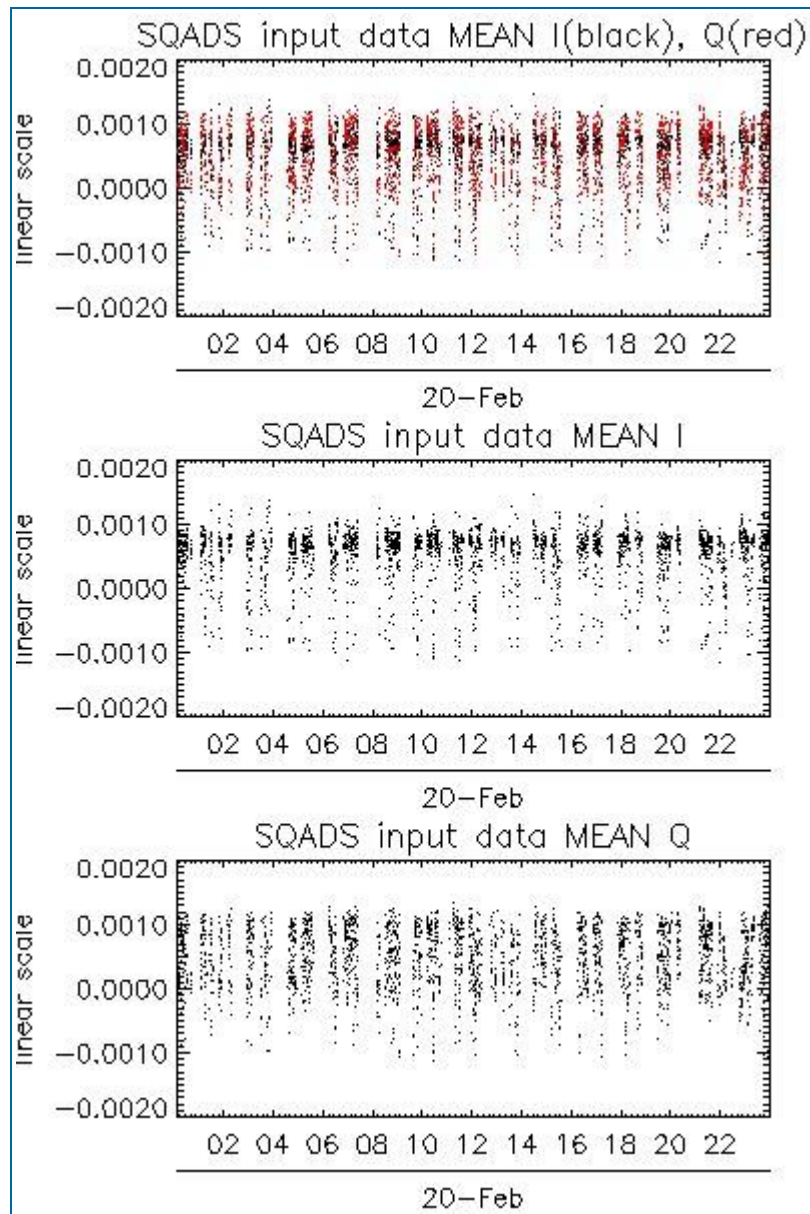 SQADS input data MEAN I(black), Q(red)
0.0020
0.0010
0.0000
−0.0010
−0.0020
linear scale
02 04 06 08 10 12 14 16 18 20 22
20−Feb
SQADS input data MEAN I
0.0020
0.0010
0.0000
−0.0010
−0.0020
linear scale
02 04 06 08 10 12 14 16 18 20 22
20−Feb
SQADS input data MEAN Q
0.0020
0.0010
0.0000
−0.0010
−0.0020
linear scale
02 04 06 08 10 12 14 16 18 20 22
20−Feb